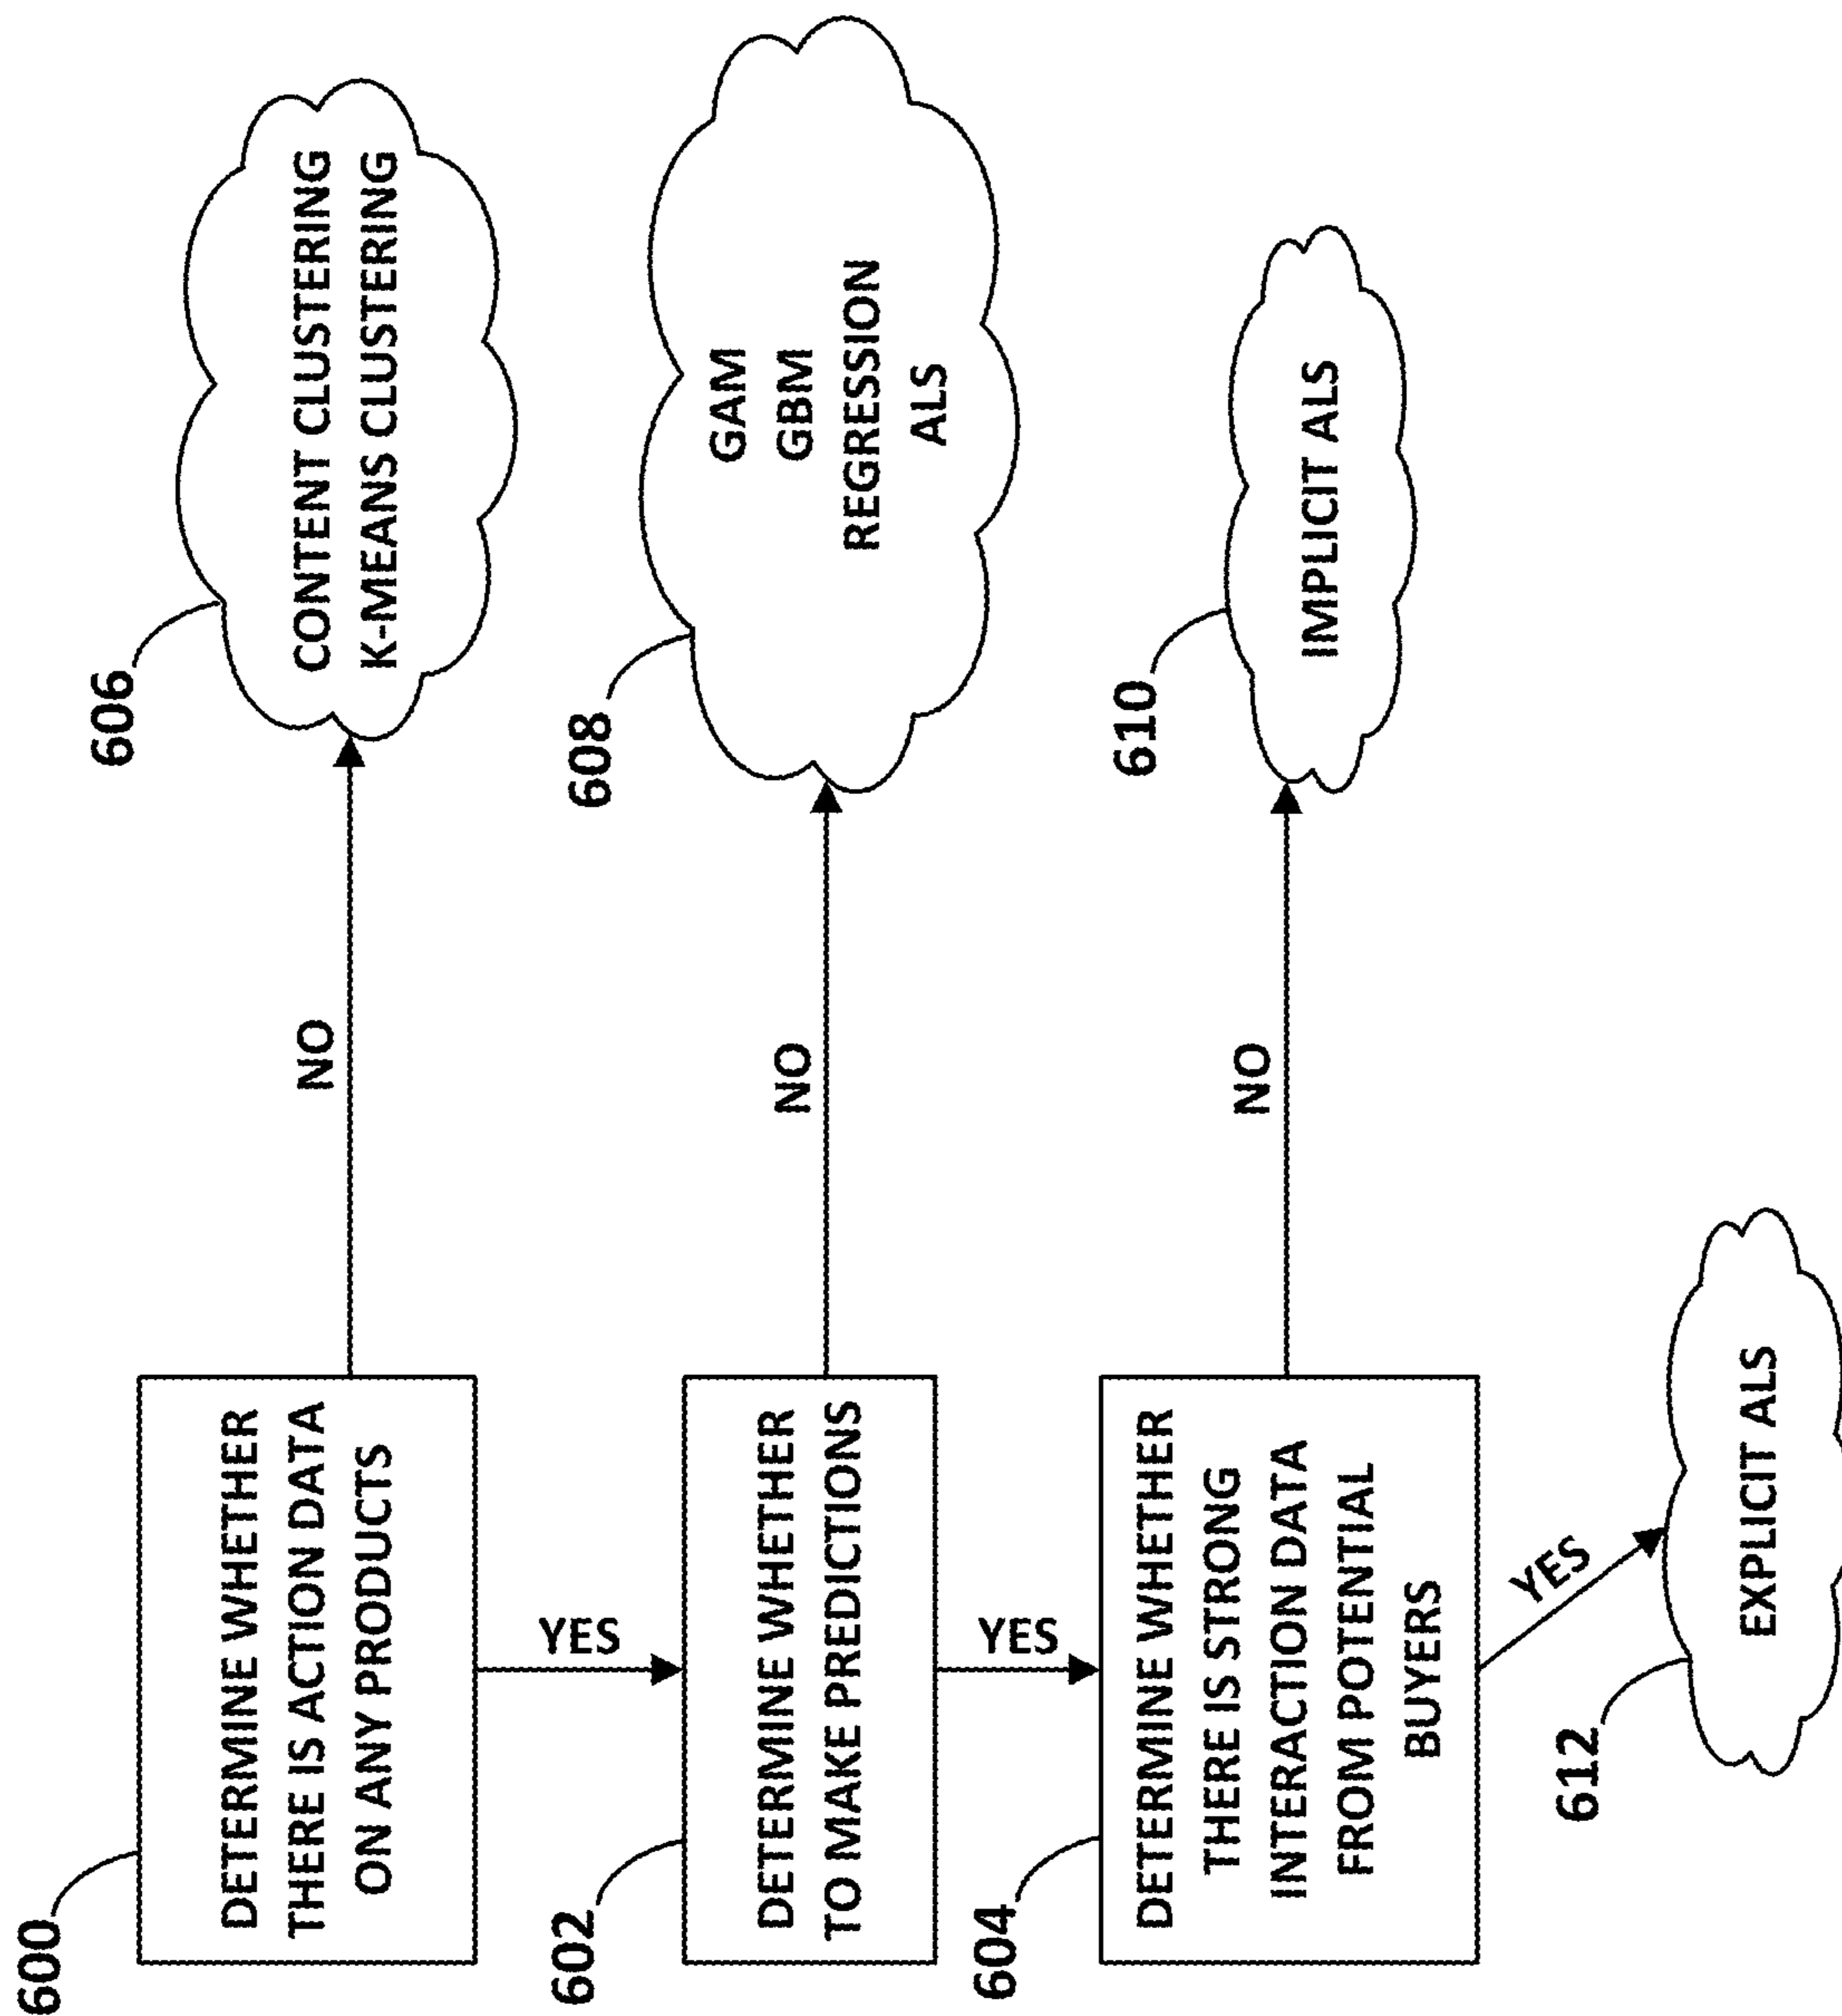 600
DETERMINE WHETHER
THERE IS ACTION DATA
ON ANY PRODUCTS
NO
606
CONTENT CLUSTERING
K-MEANS CLUSTERING
YES
602
DETERMINE WHETHER
TO MAKE PREDICTIONS
NO
608
GAM
GBM
REGRESSION
ALS
YES
604
DETERMINE WHETHER
THERE IS STRONG
INTERACTION DATA
FROM POTENTIAL
BUYERS
NO
610
IMPLICIT ALS
YES
612
EXPLICIT ALS